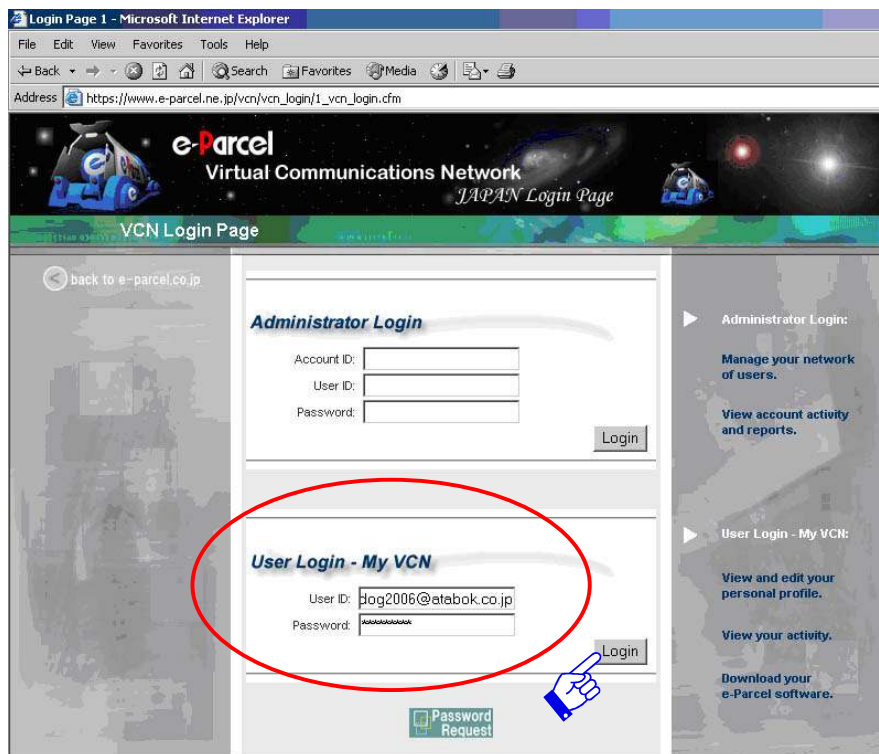 Login Page 1 - Microsoft Internet Explorer
File Edit View Favorites Tools Help
Back Search Favorites Media
Address https://www.e-parcel.ne.jp/vcn/vcn_login/1_vcn_login.cfm
e-Parcel
Virtual Communications Network
JAPAN Login Page
VCN Login Page
back to e-parcel.co.jp
Administrator Login
Account ID:
User ID:
Password:
Login
Administrator Login:
Manage your network
of users.
View account activity
and reports.
User Login - My VCN
User ID: dog2006@atabok.co.jp
Password: **********
Login
Password
Request
User Login - My VCN:
View and edit your
personal profile.
View your activity.
Download your
e-Parcel software.